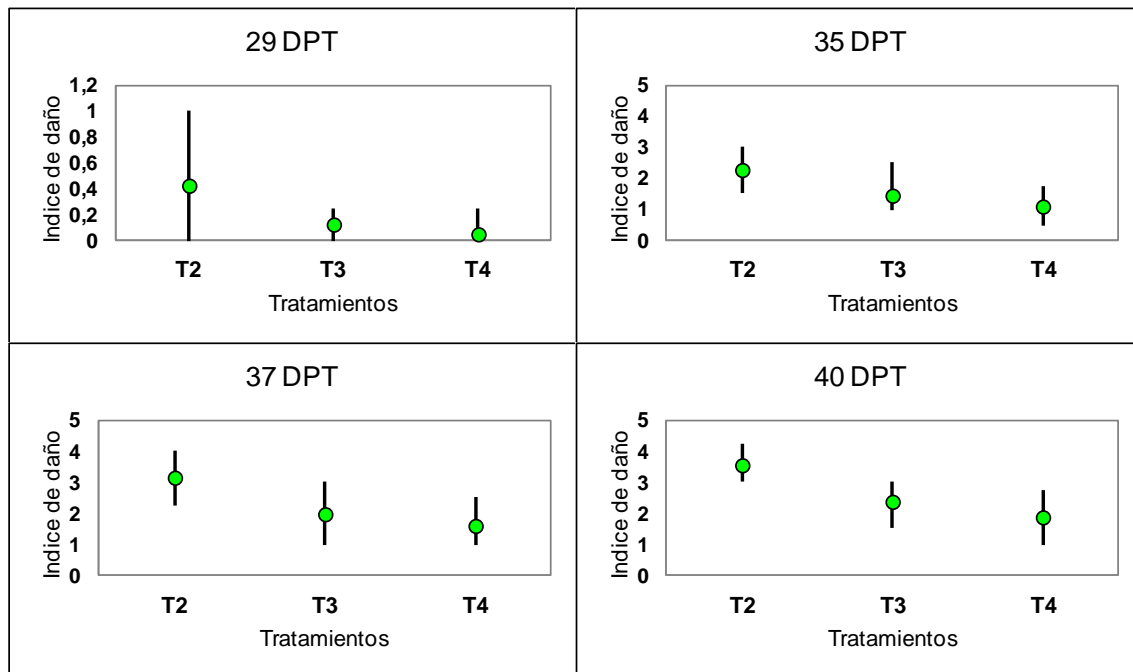 29 DPT
Indice de daño
1,2
1
0,8
0,6
0,4
0,2
0
T2 T3 T4
Tratamientos
35 DPT
Indice de daño
5
4
3
2
1
0
T2 T3 T4
Tratamientos
37 DPT
Indice de daño
5
4
3
2
1
0
T2 T3 T4
Tratamientos
40 DPT
Indice de daño
5
4
3
2
1
0
T2 T3 T4
Tratamientos